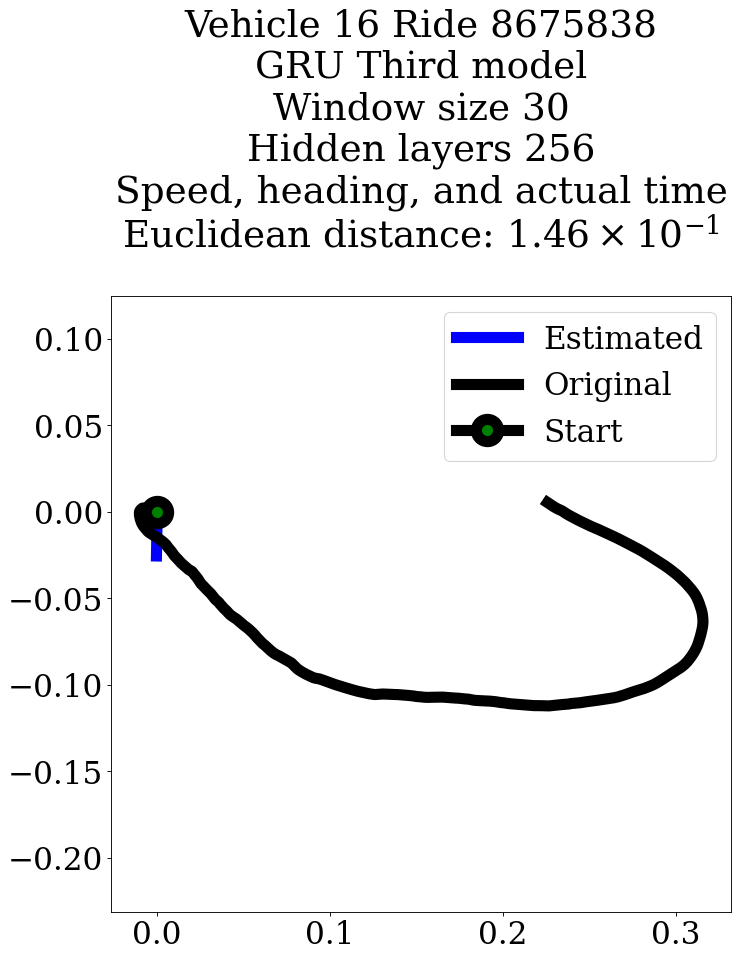 Vehicle 16 Ride 8675838
GRU Third model
Window size 30
Hidden layers 256
Speed, heading, and actual time
Euclidean distance: 1.46 × 10⁻¹
Estimated
Original
Start
0.10
0.05
0.00
−0.05
−0.10
−0.15
−0.20
0.0 0.1 0.2 0.3